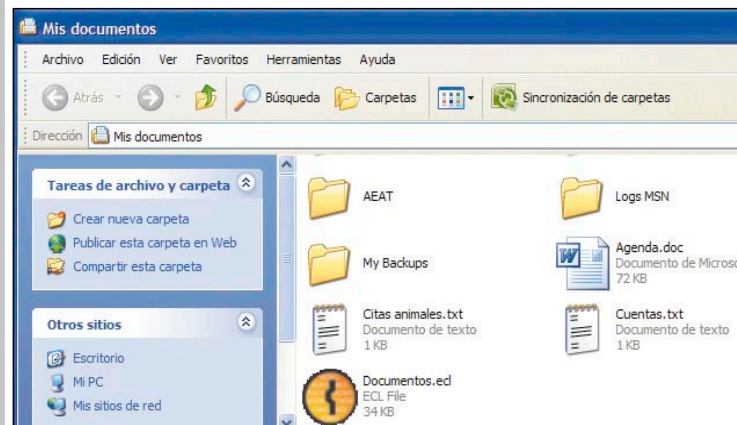 Mis documentos
Archivo Edición Ver Favoritos Herramientas Ayuda
Atrás Búsqueda Carpetas Sincronización de carpetas
Dirección Mis documentos
Tareas de archivo y carpeta
Crear nueva carpeta
Publicar esta carpeta en Web
Compartir esta carpeta
Otros sitios
Escritorio
Mi PC
Mis sitios de red
AEAT
Logs MSN
My Backups
Agenda.doc
Documento de Microso
72 KB
Citas animales.txt
Documento de texto
1 KB
Cuentas.txt
Documento de texto
1 KB
Documentos.ecl
ECL File
34 KB